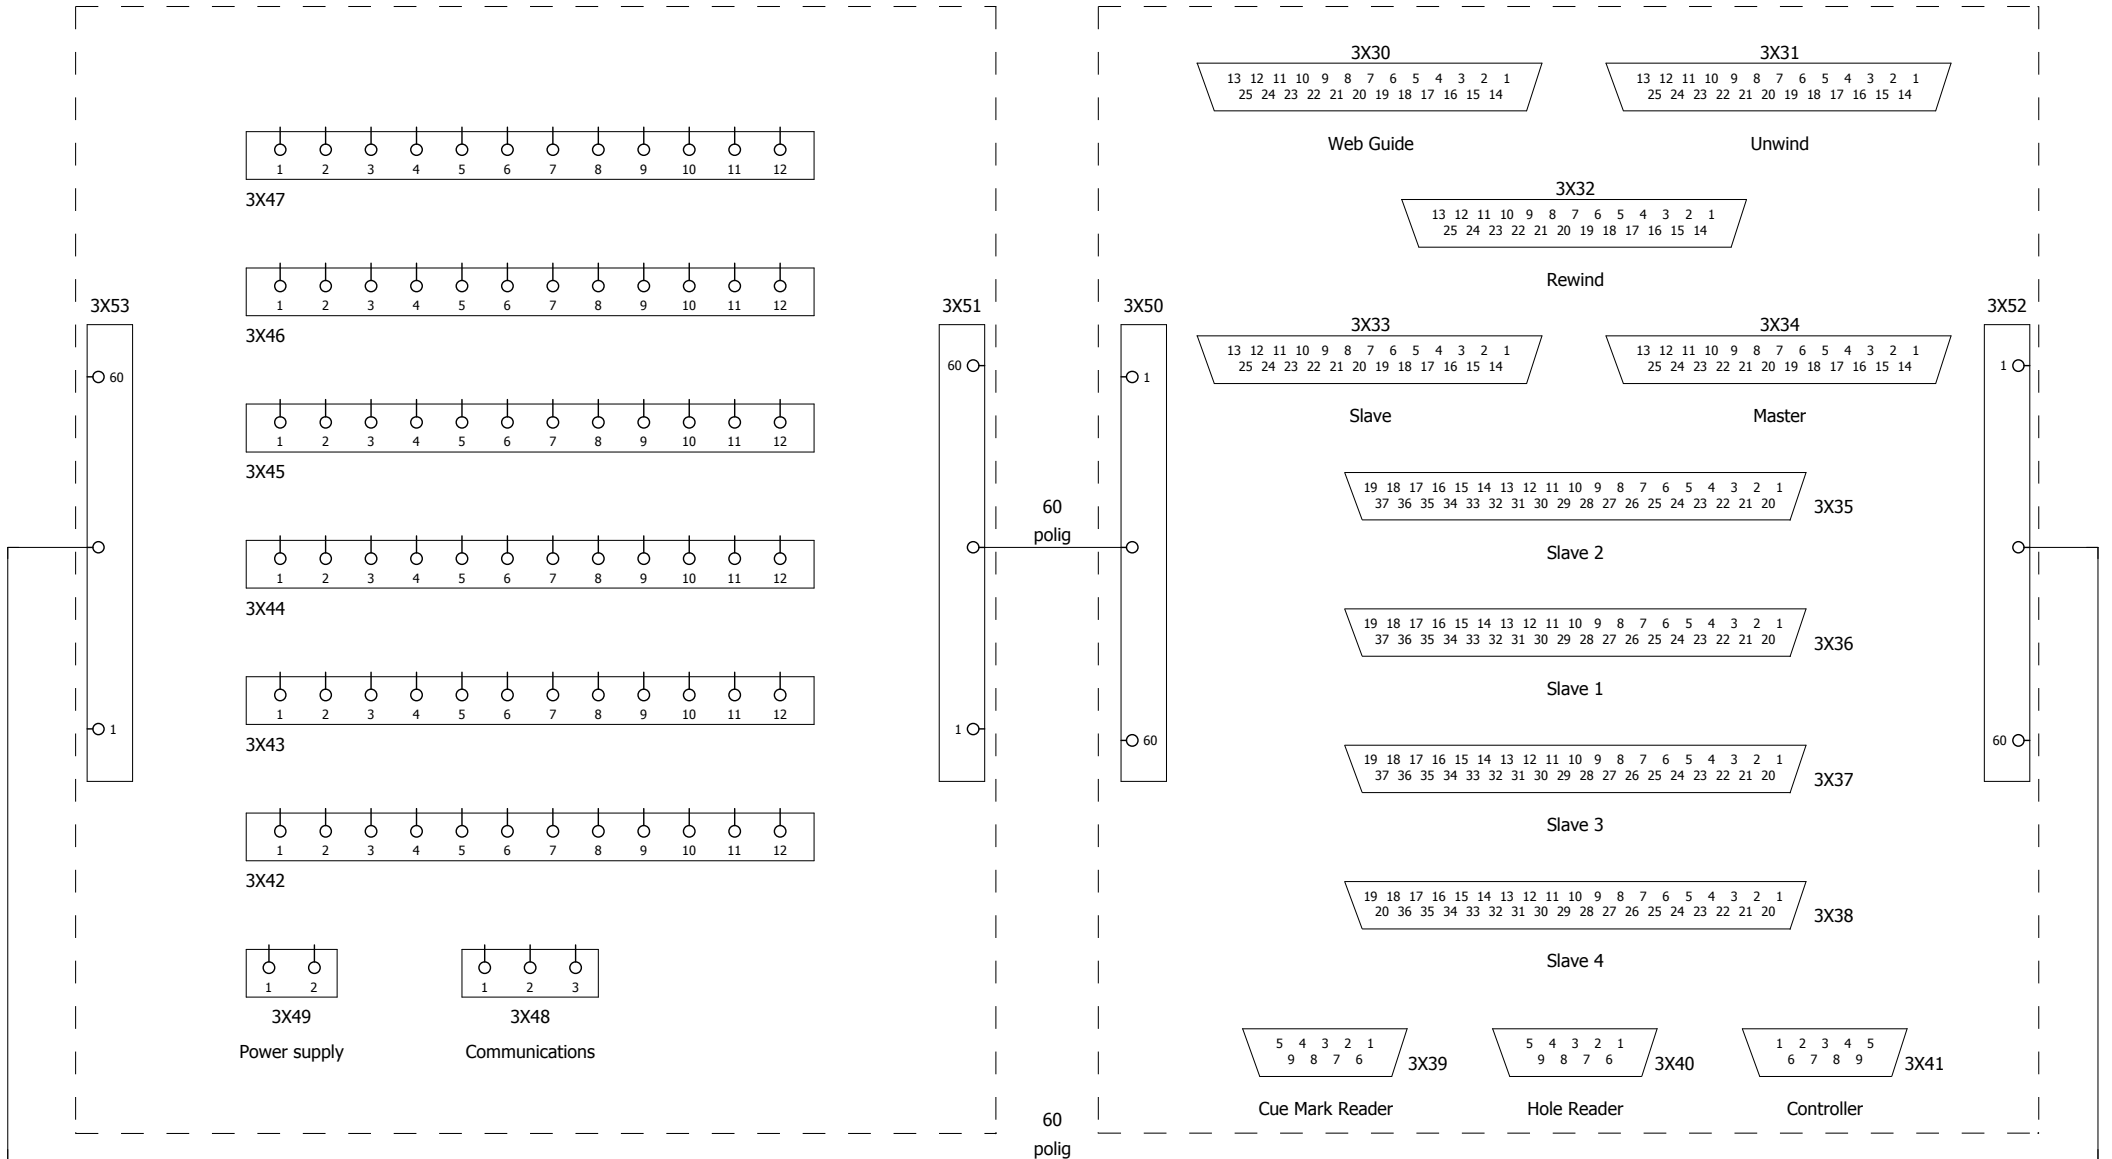 3X47
1 2 3 4 5 6 7 8 9 10 11 12
3X46
1 2 3 4 5 6 7 8 9 10 11 12
3X45
1 2 3 4 5 6 7 8 9 10 11 12
3X44
1 2 3 4 5 6 7 8 9 10 11 12
3X43
1 2 3 4 5 6 7 8 9 10 11 12
3X42
1 2 3 4 5 6 7 8 9 10 11 12
3X53
60
1
3X51
60
1
1 2
3X49
Power supply
1 2 3
3X48
Communications
60
polig
60
polig
3X50
1
60
3X52
1
60
3X30
13 12 11 10 9 8 7 6 5 4 3 2 1
25 24 23 22 21 20 19 18 17 16 15 14
Web Guide
3X31
13 12 11 10 9 8 7 6 5 4 3 2 1
25 24 23 22 21 20 19 18 17 16 15 14
Unwind
3X32
13 12 11 10 9 8 7 6 5 4 3 2 1
25 24 23 22 21 20 19 18 17 16 15 14
Rewind
3X33
13 12 11 10 9 8 7 6 5 4 3 2 1
25 24 23 22 21 20 19 18 17 16 15 14
Slave
3X34
13 12 11 10 9 8 7 6 5 4 3 2 1
25 24 23 22 21 20 19 18 17 16 15 14
Master
19 18 17 16 15 14 13 12 11 10 9 8 7 6 5 4 3 2 1
37 36 35 34 33 32 31 30 29 28 27 26 25 24 23 22 21 20
3X35
Slave 2
19 18 17 16 15 14 13 12 11 10 9 8 7 6 5 4 3 2 1
37 36 35 34 33 32 31 30 29 28 27 26 25 24 23 22 21 20
3X36
Slave 1
19 18 17 16 15 14 13 12 11 10 9 8 7 6 5 4 3 2 1
37 36 35 34 33 32 31 30 29 28 27 26 25 24 23 22 21 20
3X37
Slave 3
19 18 17 16 15 14 13 12 11 10 9 8 7 6 5 4 3 2 1
20 36 35 34 33 32 31 30 29 28 27 26 25 24 23 22 21 20
3X38
Slave 4
5 4 3 2 1
9 8 7 6
3X39
Cue Mark Reader
5 4 3 2 1
9 8 7 6
3X40
Hole Reader
1 2 3 4 5
6 7 8 9
3X41
Controller